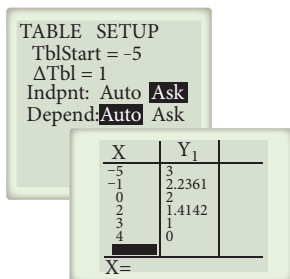 TABLE SETUP
TblStart = –5
ΔTbl = 1
Indpnt: Auto Ask
Depend: Auto Ask
X Y₁
–5 3
–1 2.2361
0 2
2 1.4142
3 1
4 0
X=